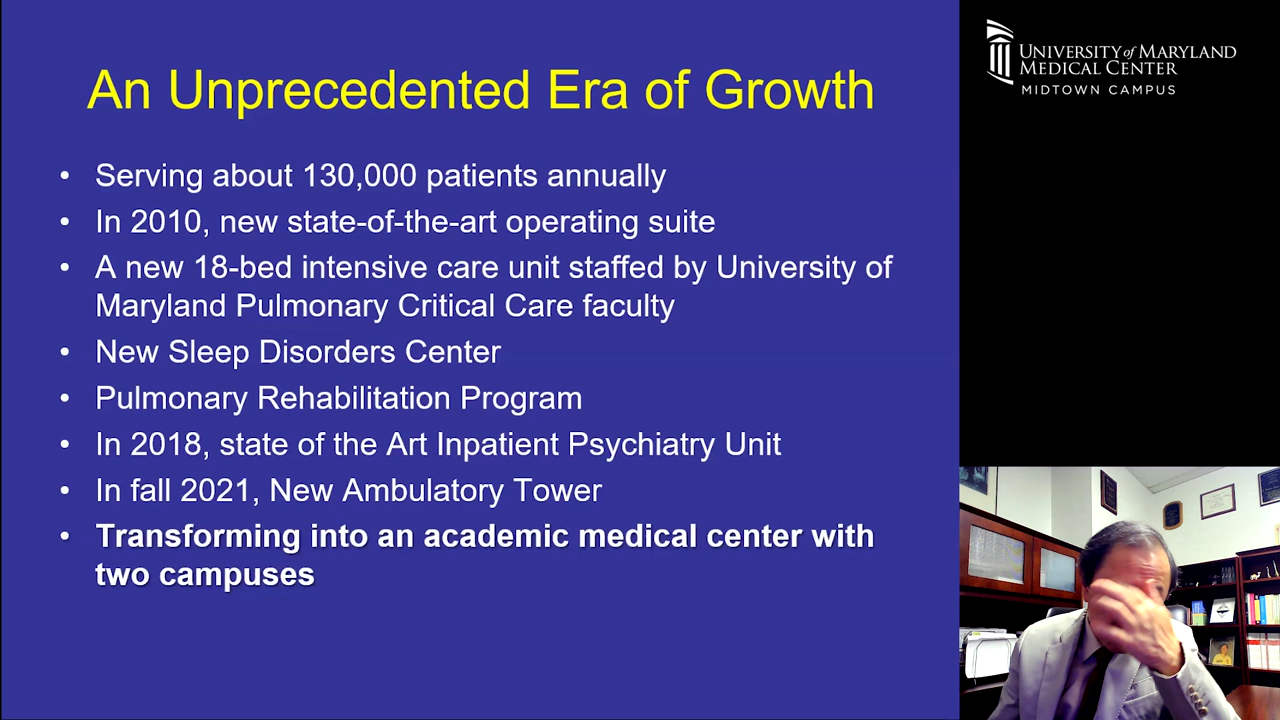 An Unprecedented Era of Growth
• Serving about 130,000 patients annually
• In 2010, new state-of-the-art operating suite
• A new 18-bed intensive care unit staffed by University of
Maryland Pulmonary Critical Care faculty
• New Sleep Disorders Center
• Pulmonary Rehabilitation Program
• In 2018, state of the Art Inpatient Psychiatry Unit
• In fall 2021, New Ambulatory Tower
• Transforming into an academic medical center with
two campuses
UNIVERSITY of MARYLAND
MEDICAL CENTER
MIDTOWN CAMPUS